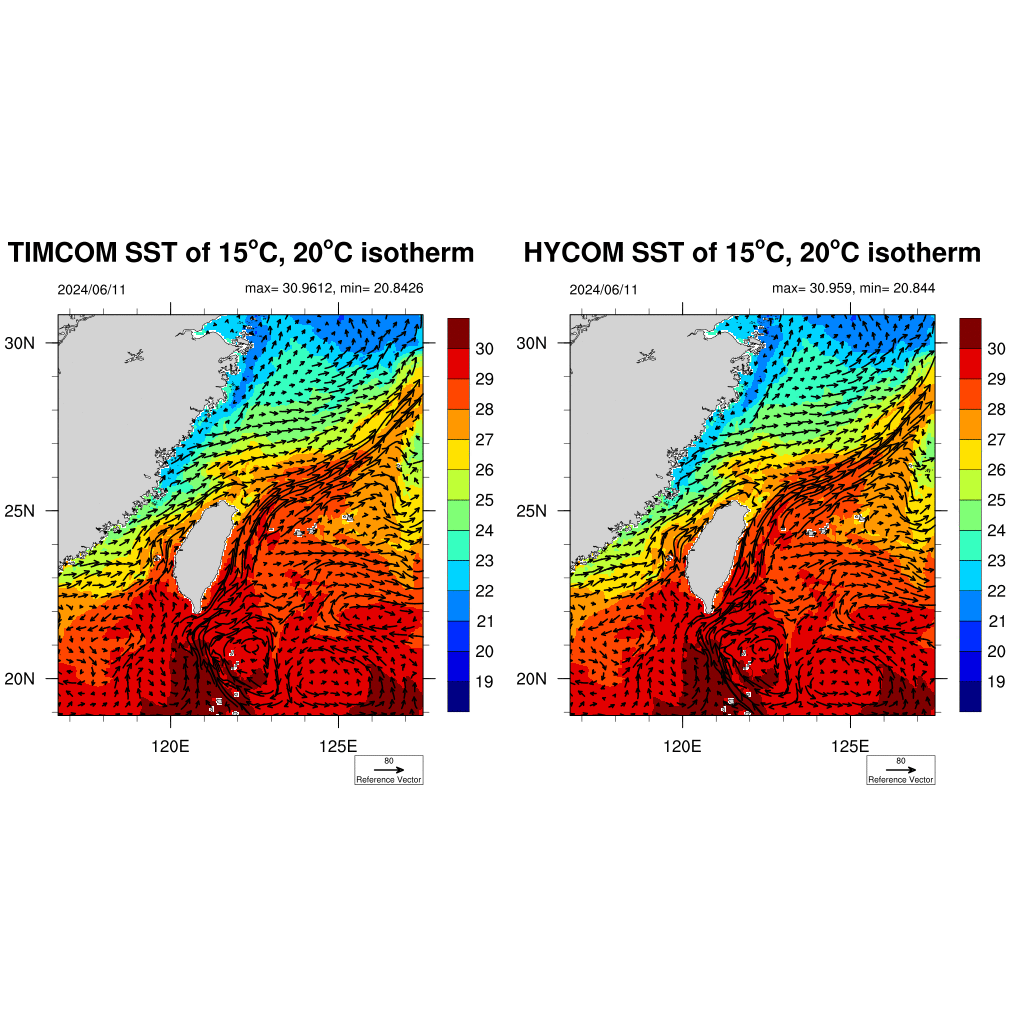 TIMCOM SST of 15°C, 20°C isotherm
2024/06/11
max= 30.9612, min= 20.8426
30N
25N
20N
120E
125E
30
29
28
27
26
25
24
23
22
21
20
19
80
Reference Vector
HYCOM SST of 15°C, 20°C isotherm
2024/06/11
max= 30.959, min= 20.844
30N
25N
20N
120E
125E
30
29
28
27
26
25
24
23
22
21
20
19
80
Reference Vector